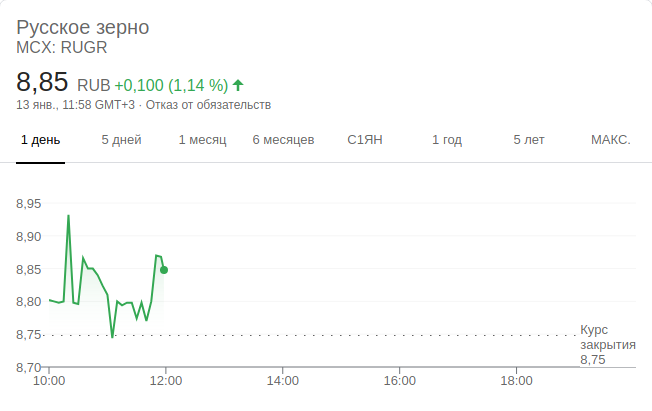 Русское зерно
MCX: RUGR
8,85 RUB +0,100 (1,14 %)
13 янв., 11:58 GMT+3 · Отказ от обязательств
1 день 5 дней 1 месяц 6 месяцев С1ЯН 1 год 5 лет МАКС.
8,95
8,90
8,85
8,80
8,75
8,70
Курс
закрытия
8,75
10:00 12:00 14:00 16:00 18:00